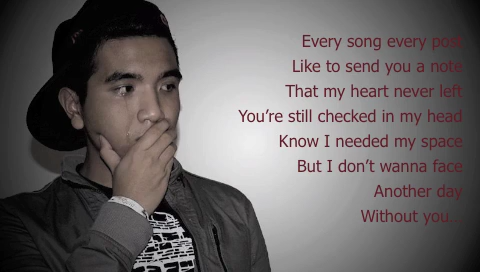 Every song every post
Like to send you a note
That my heart never left
You're still checked in my head
Know I needed my space
But I don't wanna face
Another day
Without you...